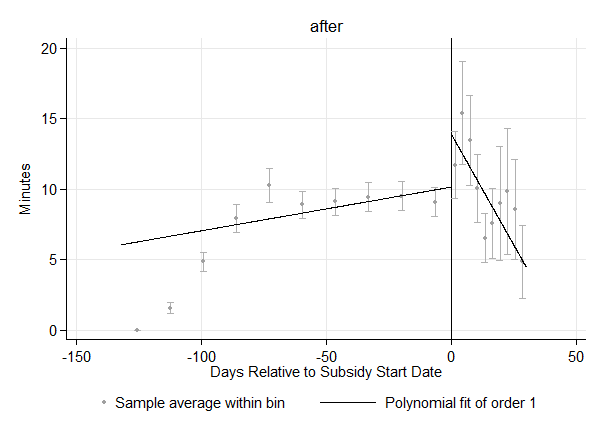 after
20
15
10
5
0
Minutes
-150 -100 -50 0 50
Days Relative to Subsidy Start Date
Sample average within bin Polynomial fit of order 1